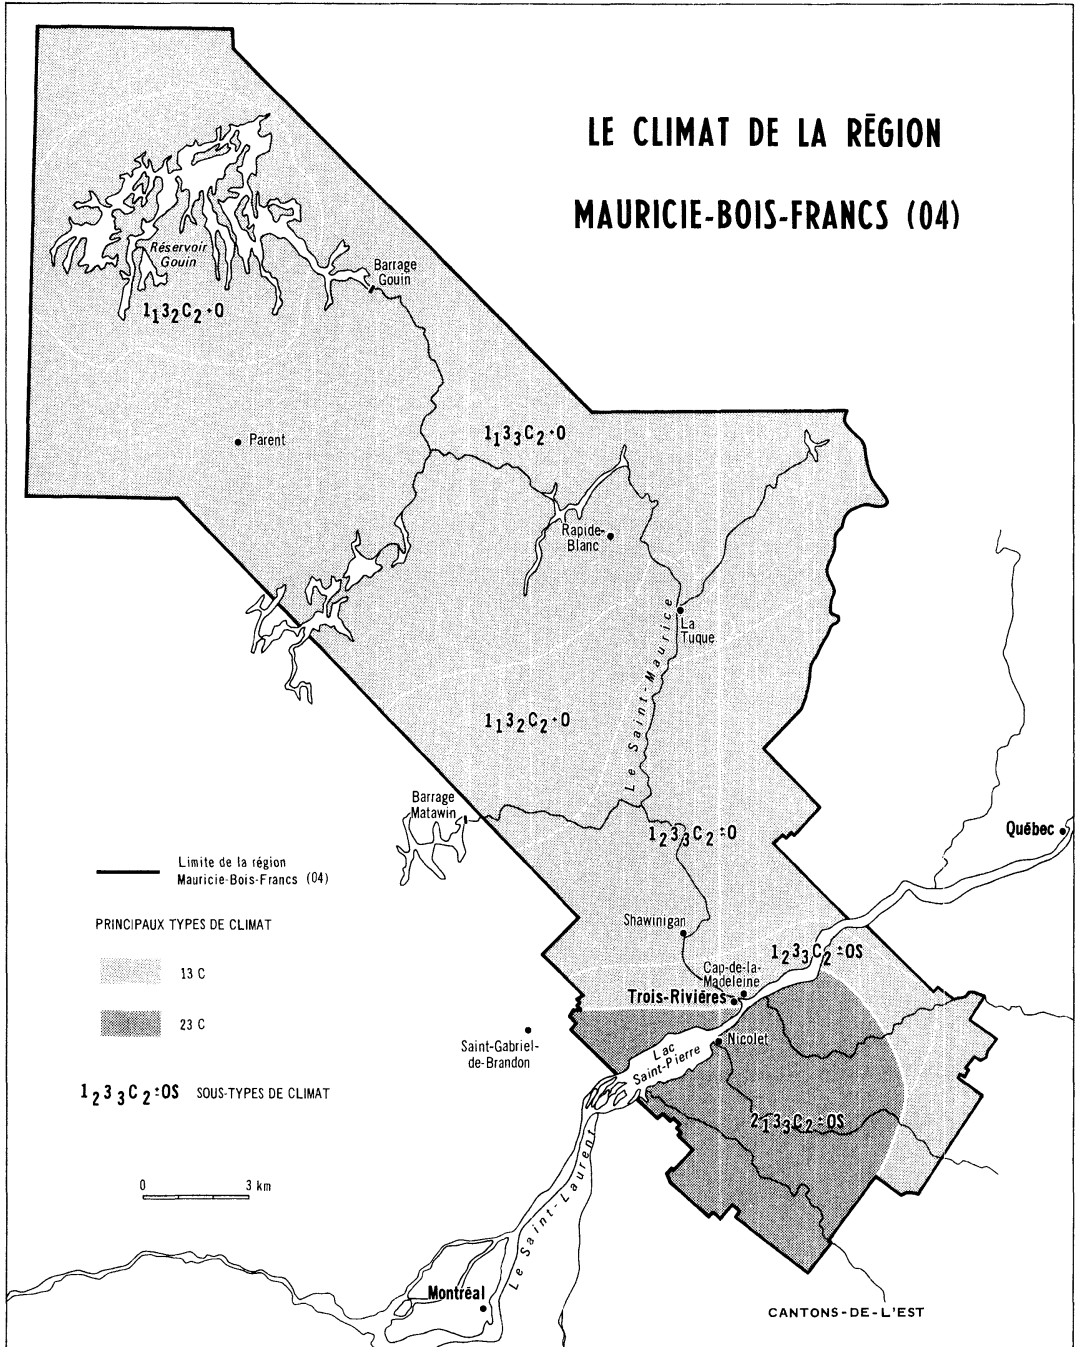 LE CLIMAT DE LA RÉGION
MAURICIE-BOIS-FRANCS (04)
Réservoir
Gouin
Barrage
Gouin
1₁3₂C₂÷O
Parent
1₁3₃C₂÷O
Rapide-
Blanc
La
Tuque
Le Saint-Maurice
1₁3₂C₂÷O
Barrage
Matawin
1₂3₃C₂±O
Québec
Limite de la région
Mauricie-Bois-Francs (04)
PRINCIPAUX TYPES DE CLIMAT
13 C
23 C
Shawinigan
1₂3₃C₂±OS
Cap-de-la-
Madeleine
Trois-Rivières
Saint-Gabriel-
de-Brandon
Lac
Saint-Pierre
Nicolet
1₂3₃C₂±OS SOUS-TYPES DE CLIMAT
2₁3₃C₂±OS
0 3 km
Le Saint-Laurent
Montréal
CANTONS-DE-L'EST